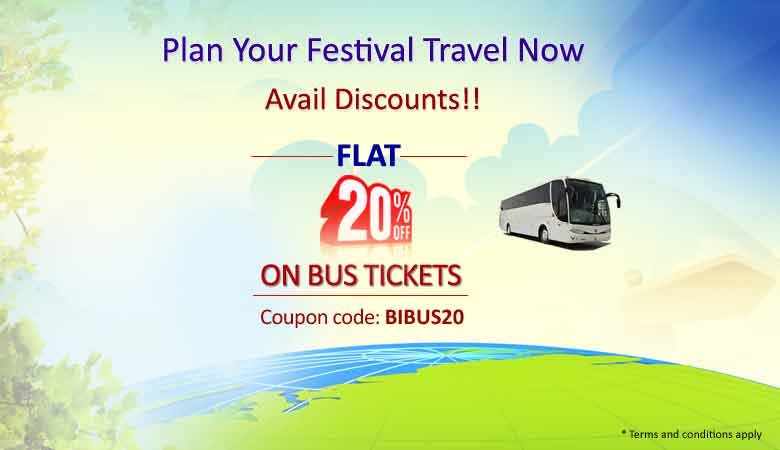 Plan Your Festival Travel Now
Avail Discounts!!
FLAT
20% OFF
ON BUS TICKETS
Coupon code: BIBUS20
* Terms and conditions apply